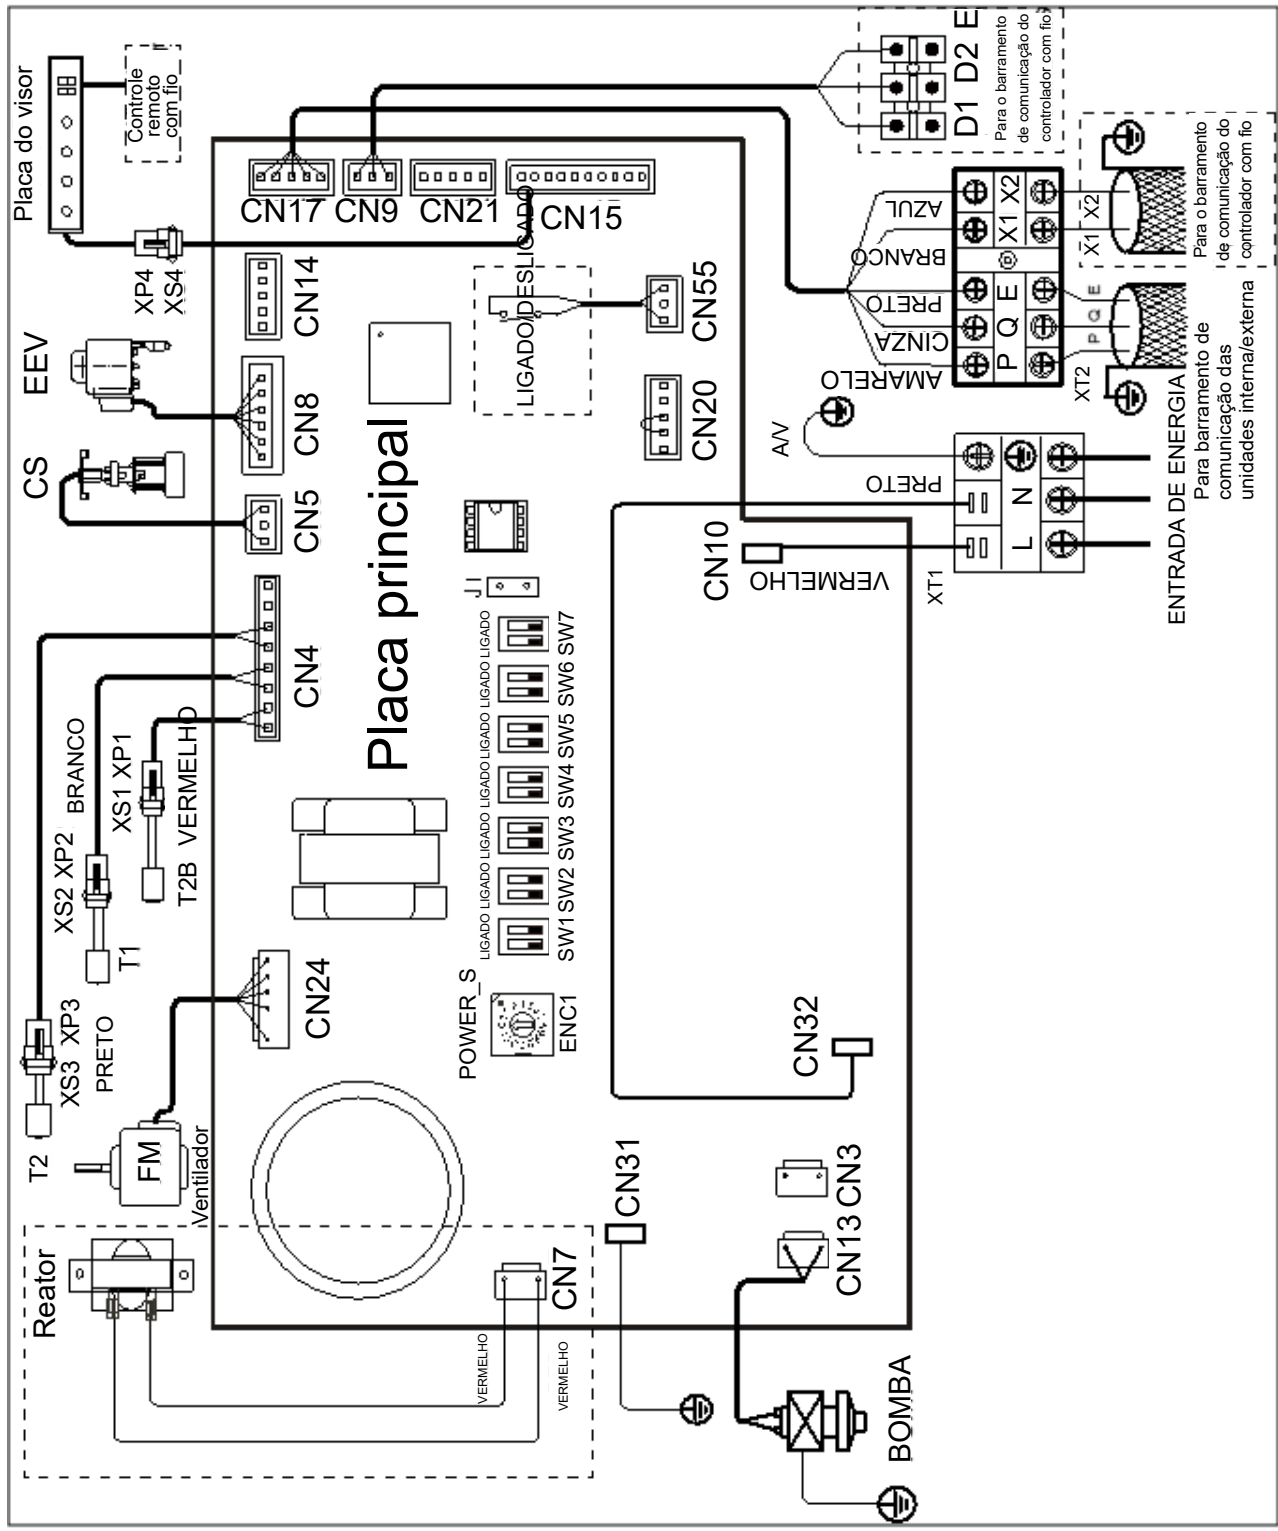 Placa do visor
Controle
remoto
com fio
XP4
XS4
EEV
CS
CN17
CN9
CN21
CN15
CN14
CN8
CN5
CN4
CN24
CN55
CN20
LIGADO/DESLIGADO
Placa principal
D1 D2 E
Para o barramento
de comunicação do
controlador com fio
AZUL
BRANCO
PRETO
CINZA
AMARELO
X1 X2
P Q E
XT2
X1 X2
P Q E
Para o barramento
de comunicação do
controlador com fio
Para barramento de
comunicação das
unidades interna/externa
A/V
PRETO
VERMELHO
CN10
XT1
L N
ENTRADA DE ENERGIA
J1
LIGADO LIGADO LIGADO LIGADO LIGADO LIGADO LIGADO
SW1 SW2 SW3 SW4 SW5 SW6 SW7
POWER_S
ENC1
BRANCO
XS1 XP1
T2B VERMELHO
XS2 XP2
T1
XS3 XP3
PRETO
T2
FM
Ventilador
Reator
VERMELHO
VERMELHO
CN7
CN31
CN32
CN3
CN13
BOMBA